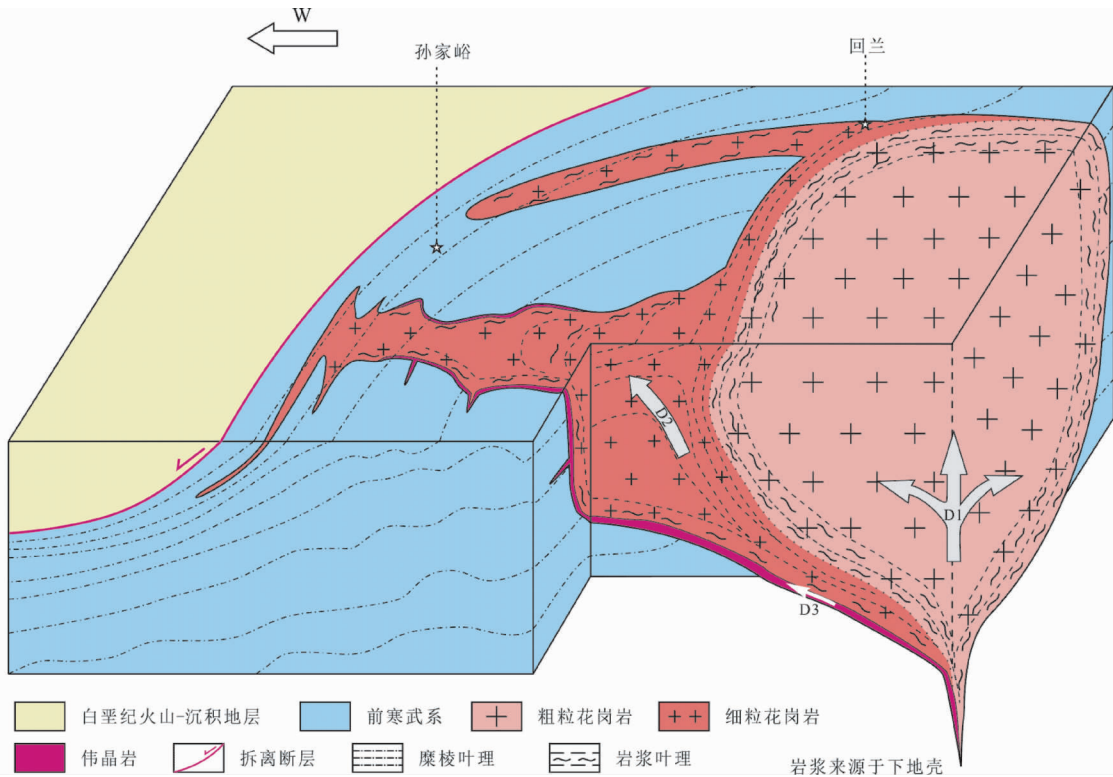 W
孙家峪
回兰
D2
D1
D3
白垩纪火山-沉积地层
前寒武系
粗粒花岗岩
细粒花岗岩
伟晶岩
拆离断层
糜棱叶理
岩浆叶理
岩浆来源于下地壳